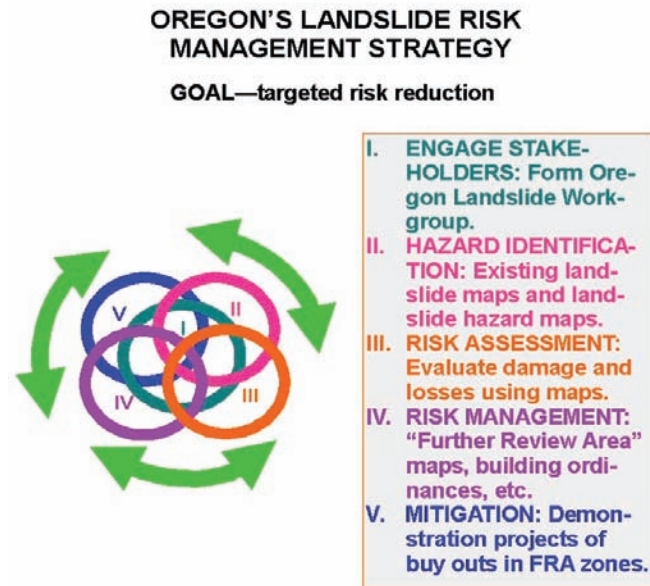 OREGON'S LANDSLIDE RISK
MANAGEMENT STRATEGY
GOAL—targeted risk reduction
I. ENGAGE STAKE-
HOLDERS: Form Ore-
gon Landslide Work-
group.
II. HAZARD IDENTIFICA-
TION: Existing land-
slide maps and land-
slide hazard maps.
III. RISK ASSESSMENT:
Evaluate damage and
losses using maps.
IV. RISK MANAGEMENT:
“Further Review Area”
maps, building ordi-
nances, etc.
V. MITIGATION: Demon-
stration projects of
buy outs in FRA zones.
V
I
II
IV
III